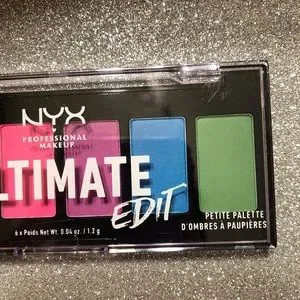 NYX
PROFESSIONAL
MAKEUP
LTIMATE
EDIT
PETITE PALETTE
D'OMBRES À PAUPIÈRES
6 x Poids Net Wt. 0.04 oz. / 1.2 g